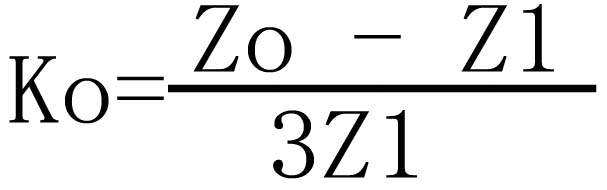 Ko=
Zo – Z1
3Z1